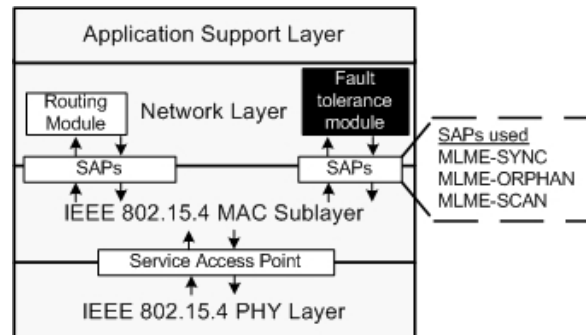 Application Support Layer
Routing
Module
Network Layer
Fault
tolerance
module
SAPs
SAPs
SAPs used
MLME-SYNC
MLME-ORPHAN
MLME-SCAN
IEEE 802.15.4 MAC Sublayer
Service Access Point
IEEE 802.15.4 PHY Layer